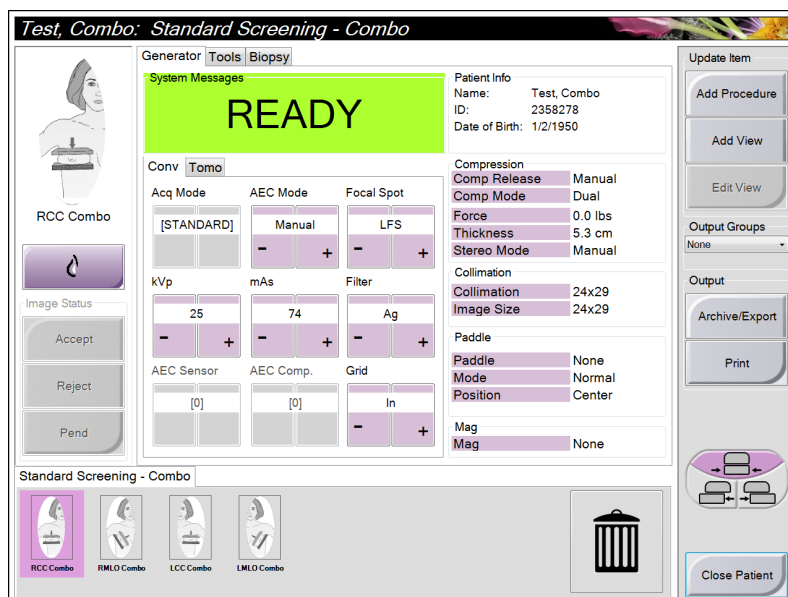 Test, Combo: Standard Screening - Combo
RCC Combo
Image Status
Accept
Reject
Pend
Generator Tools Biopsy
System Messages
READY
Conv Tomo
Acq Mode AEC Mode Focal Spot
[STANDARD] Manual LFS
- + - +
kVp mAs Filter
25 74 Ag
- + - + - +
AEC Sensor AEC Comp. Grid
[0] [0] In
- +
Patient Info
Name: Test, Combo
ID: 2358278
Date of Birth: 1/2/1950
Compression
Comp Release Manual
Comp Mode Dual
Force 0.0 lbs
Thickness 5.3 cm
Stereo Mode Manual
Collimation
Collimation 24x29
Image Size 24x29
Paddle
Paddle None
Mode Normal
Position Center
Mag
Mag None
Update Item
Add Procedure
Add View
Edit View
Output Groups
None
Output
Archive/Export
Print
Close Patient
Standard Screening - Combo
RCC Combo RMLO Combo LCC Combo LMLO Combo